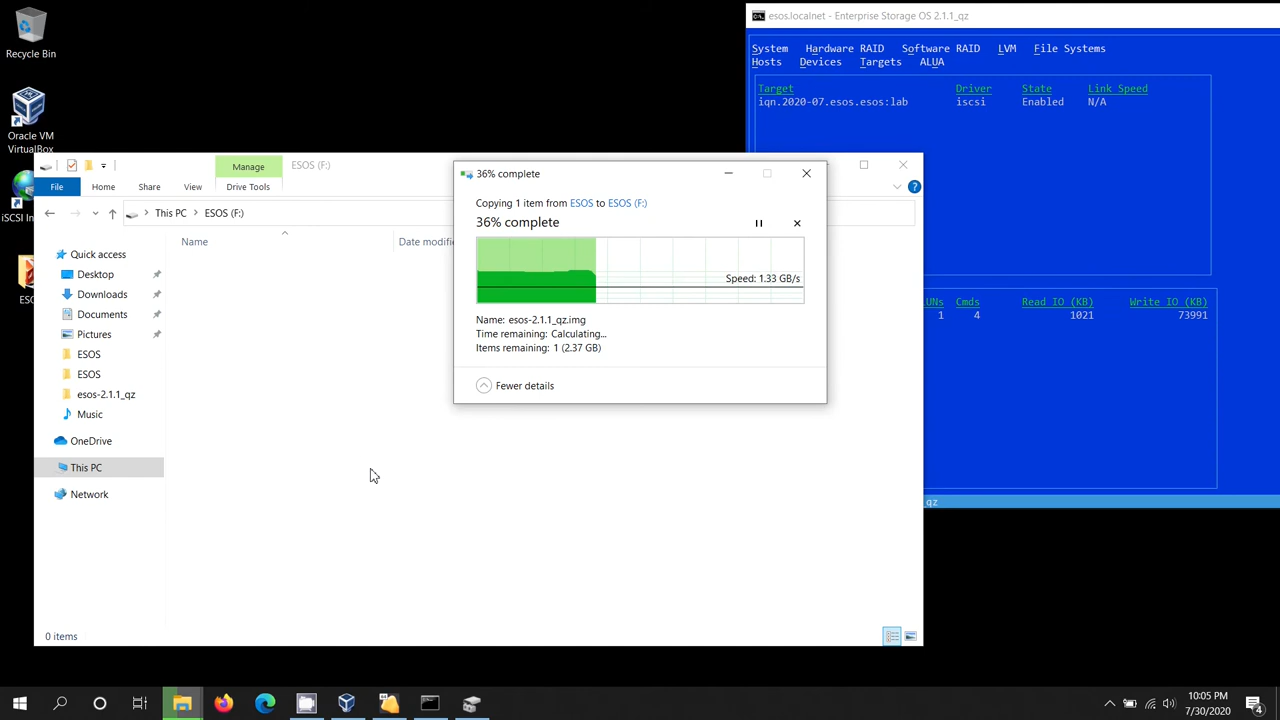 Recycle Bin
Oracle VM
VirtualBox
iSCSI In
ESO
esos.localnet - Enterprise Storage OS 2.1.1_qz
System Hardware RAID Software RAID LVM File Systems
Hosts Devices Targets ALUA
Target Driver State Link Speed
iqn.2020-07.esos.esos:lab iscsi Enabled N/A
UNs Cmds Read IO (KB) Write IO (KB)
1 4 1021 73991
_qz
Manage ESOS (F:)
File Home Share View Drive Tools
This PC ESOS (F:)
Name Date modifi
Quick access
Desktop
Downloads
Documents
Pictures
ESOS
ESOS
esos-2.1.1_qz
Music
OneDrive
This PC
Network
0 items
36% complete
Copying 1 item from ESOS to ESOS (F:)
36% complete
Speed: 1.33 GB/s
Name: esos-2.1.1_qz.img
Time remaining: Calculating...
Items remaining: 1 (2.37 GB)
Fewer details
10:05 PM
7/30/2020
4